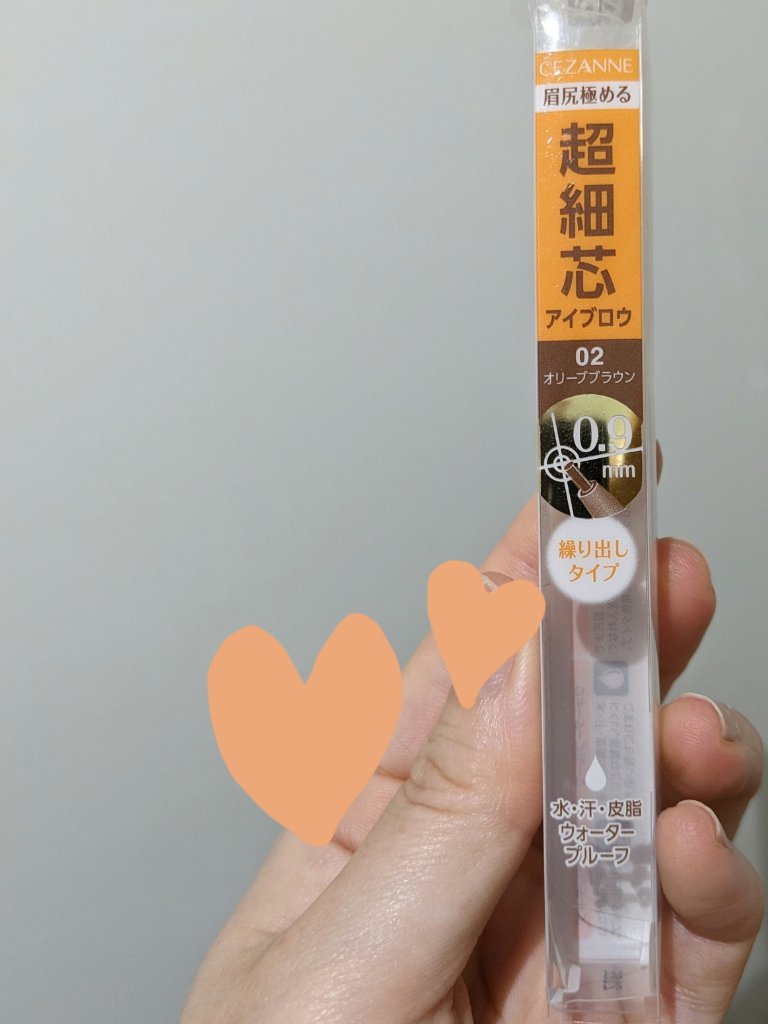 CEZANNE
眉尻極める
超
細
芯
アイブロウ
02
オリーブブラウン
0.9
mm
繰り出し
タイプ
水・汗・皮脂
ウォーター
プルーフ